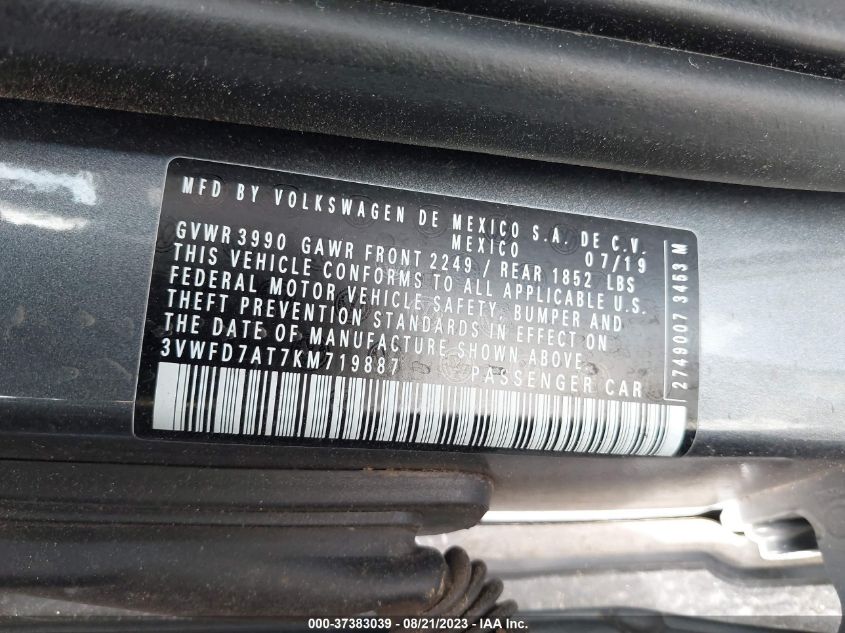 MFD BY VOLKSWAGEN DE MEXICO S.A. DE C.V.
MEXICO 07/19
GVWR 3990 GAWR FRONT 2249 / REAR 1852 LBS
THIS VEHICLE CONFORMS TO ALL APPLICABLE U.S.
FEDERAL MOTOR VEHICLE SAFETY, BUMPER AND
THEFT PREVENTION STANDARDS IN EFFECT ON
THE DATE OF MANUFACTURE SHOWN ABOVE.
3VWFD7AT7KM719887 PASSENGER CAR
2749007 3453 M
000-37383039 - 08/21/2023 - IAA Inc.